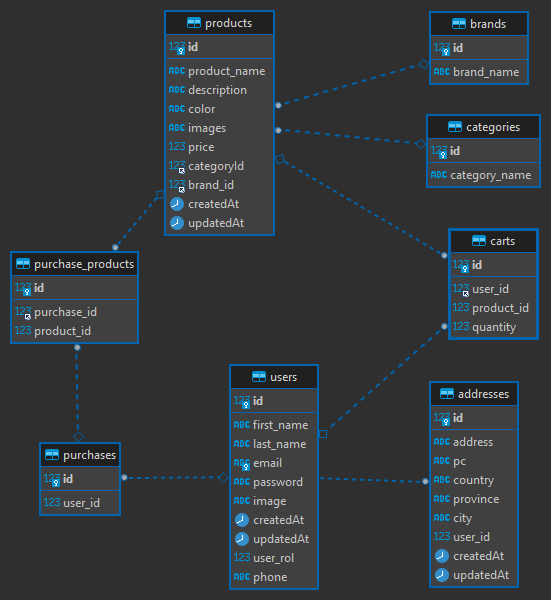 products
123 id
ABC product_name
ABC description
ABC color
ABC images
123 price
123 categoryId
123 brand_id
createdAt
updatedAt
brands
123 id
ABC brand_name
categories
123 id
ABC category_name
carts
123 id
123 user_id
123 product_id
123 quantity
purchase_products
123 id
123 purchase_id
123 product_id
users
123 id
ABC first_name
ABC last_name
ABC email
ABC password
ABC image
createdAt
updatedAt
123 user_rol
ABC phone
addresses
123 id
ABC address
ABC pc
ABC country
ABC province
ABC city
123 user_id
createdAt
updatedAt
purchases
123 id
123 user_id